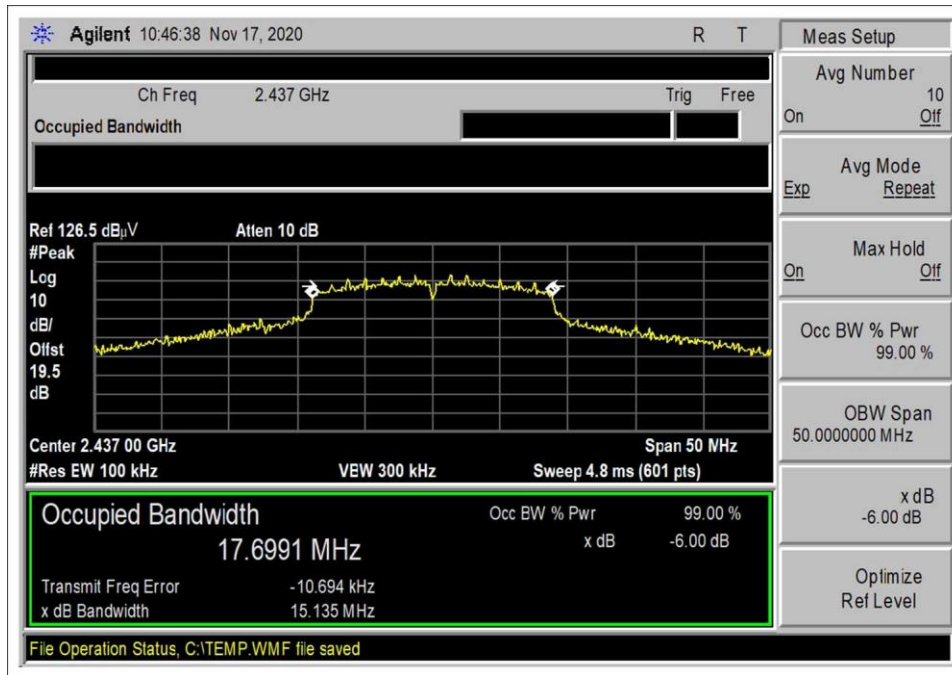 Agilent 10:46:38 Nov 17, 2020 R T
Ch Freq 2.437 GHz Trig Free
Occupied Bandwidth
Ref 126.5 dBµV Atten 10 dB
#Peak
Log
10
dB/
Offst
19.5
dB
Center 2.437 00 GHz Span 50 MHz
#Res EW 100 kHz VBW 300 kHz Sweep 4.8 ms (601 pts)
Occupied Bandwidth Occ BW % Pwr 99.00 %
17.6991 MHz x dB -6.00 dB
Transmit Freq Error -10.694 kHz
x dB Bandwidth 15.135 MHz
File Operation Status, C:\TEMP.WMF file saved
Meas Setup
Avg Number
10
On Off
Avg Mode
Exp Repeat
Max Hold
On Off
Occ BW % Pwr
99.00 %
OBW Span
50.0000000 MHz
x dB
-6.00 dB
Optimize
Ref Level